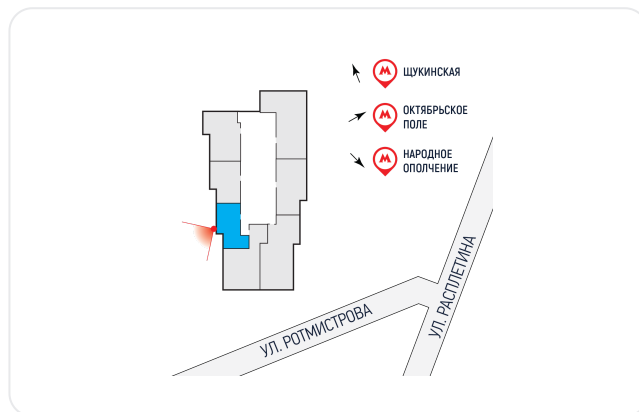 ЩУКИНСКАЯ
ОКТЯБРЬСКОЕ
ПОЛЕ
НАРОДНОЕ
ОПОЛЧЕНИЕ
УЛ. РАСПЛЕТИНА
УЛ. РОТМИСТРОВА